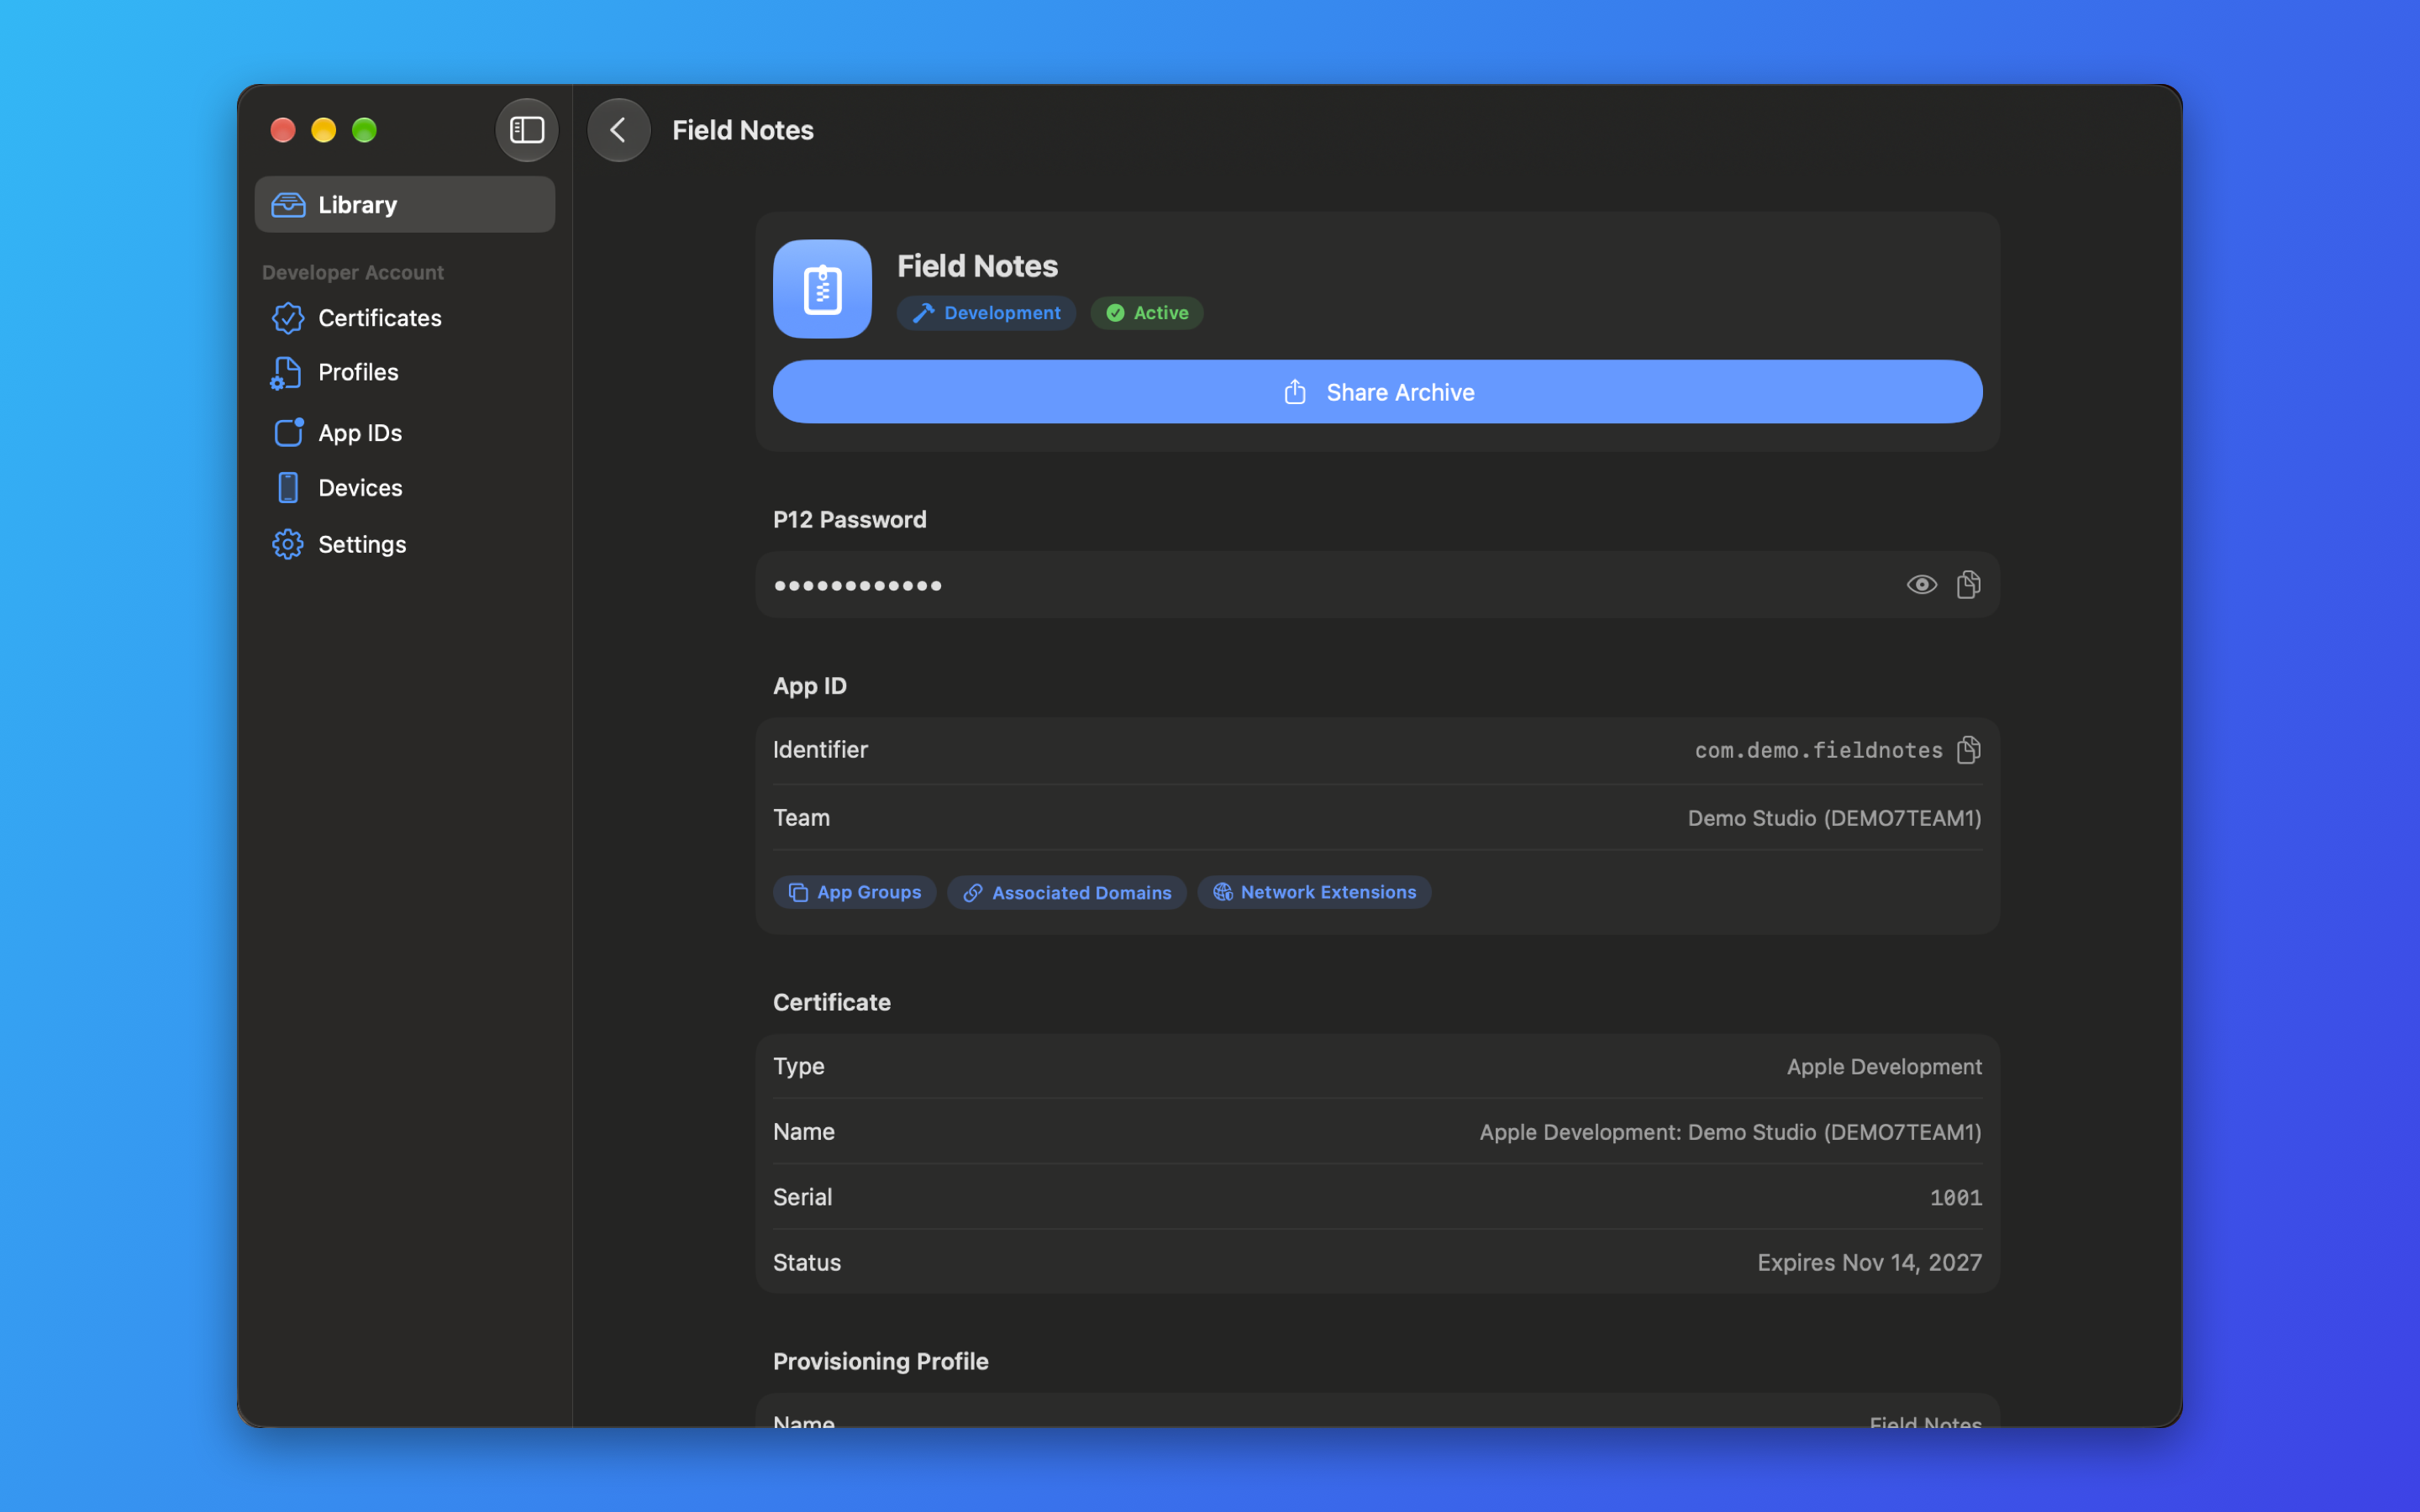 Field Notes
Library
Developer Account
Certificates
Profiles
App IDs
Devices
Settings
Field Notes
Development
Active
Share Archive
P12 Password
••••••••••••
App ID
Identifier com.demo.fieldnotes
Team Demo Studio (DEMO7TEAM1)
App Groups Associated Domains Network Extensions
Certificate
Type Apple Development
Name Apple Development: Demo Studio (DEMO7TEAM1)
Serial 1001
Status Expires Nov 14, 2027
Provisioning Profile
Name Field Notes